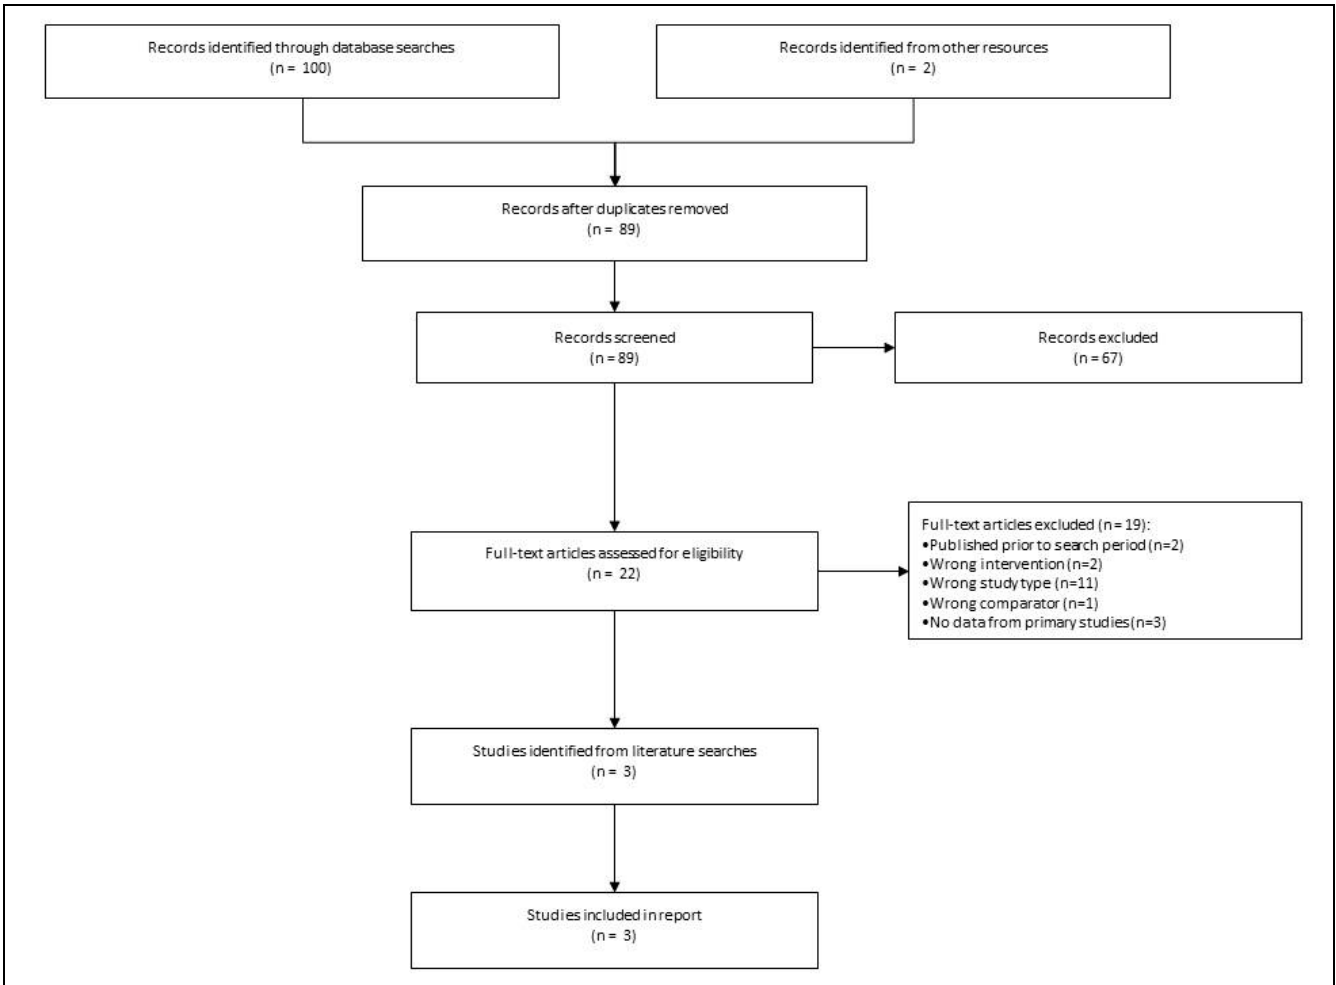 Records identified through database searches
(n = 100)
Records identified from other resources
(n = 2)
Records after duplicates removed
(n = 89)
Records screened
(n = 89)
Records excluded
(n = 67)
Full-text articles assessed for eligibility
(n = 22)
Full-text articles excluded (n = 19):
•Published prior to search period (n=2)
•Wrong intervention (n=2)
•Wrong study type (n=11)
•Wrong comparator (n=1)
•No data from primary studies (n=3)
Studies identified from literature searches
(n = 3)
Studies included in report
(n = 3)